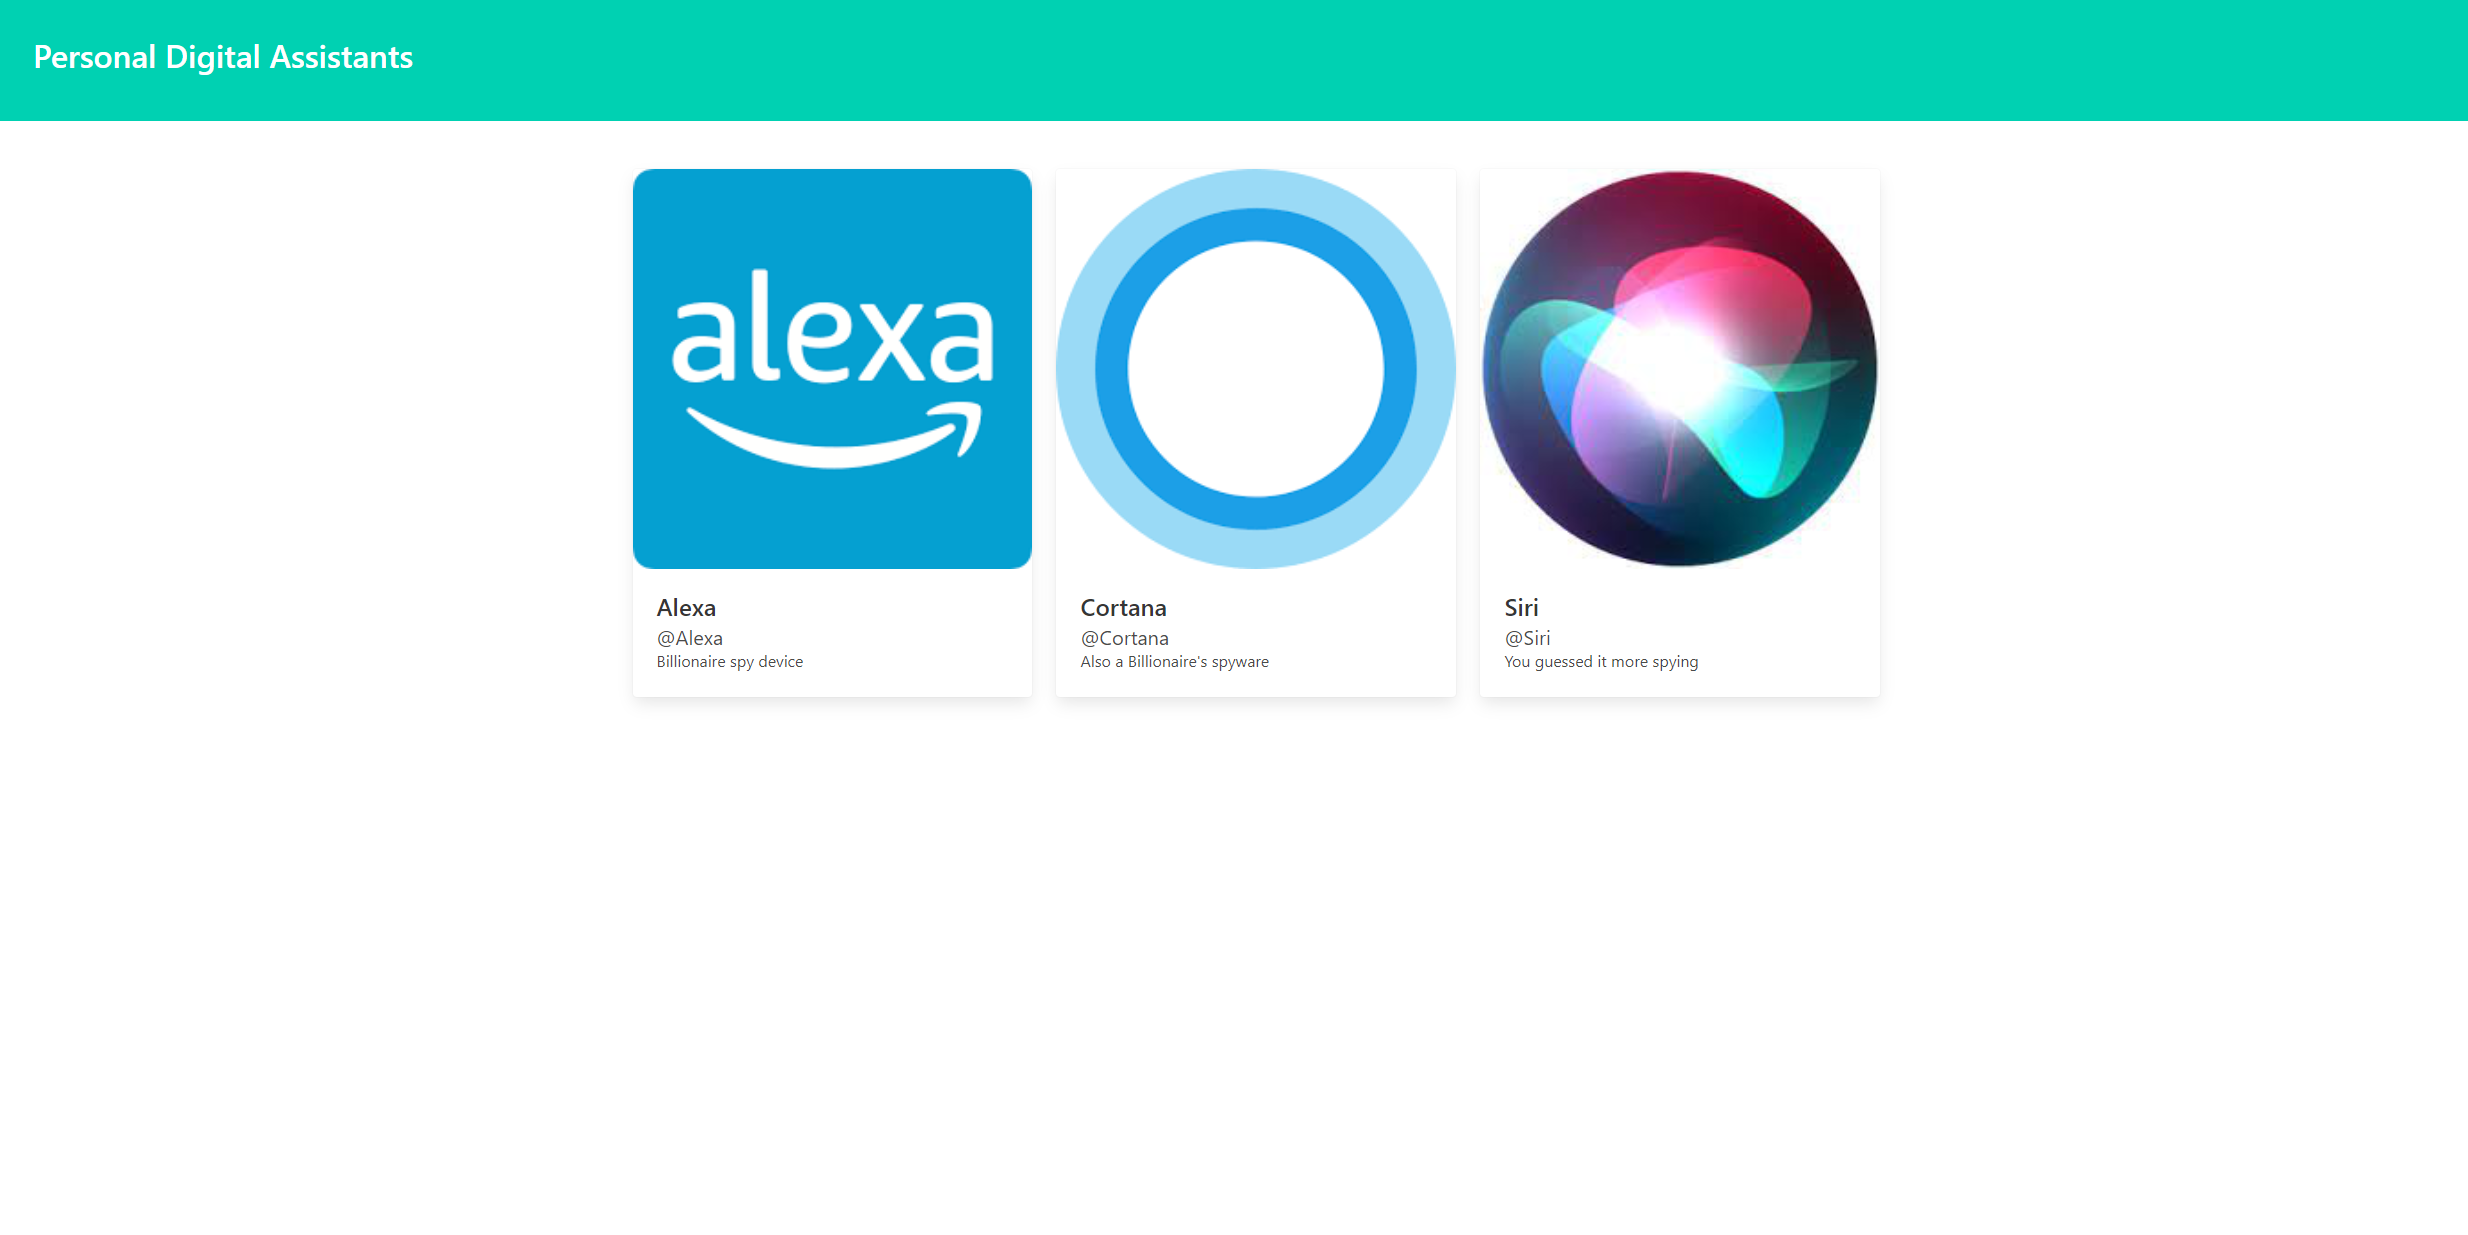 Personal Digital Assistants
alexa
Alexa
@Alexa
Billionaire spy device
Cortana
@Cortana
Also a Billionaire's spyware
Siri
@Siri
You guessed it more spying